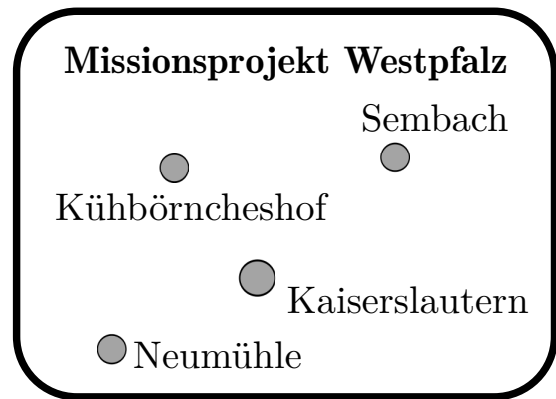 Missionsprojekt Westpfalz
Sembach
Kühbörncheshof
Kaiserslautern
Neumühle